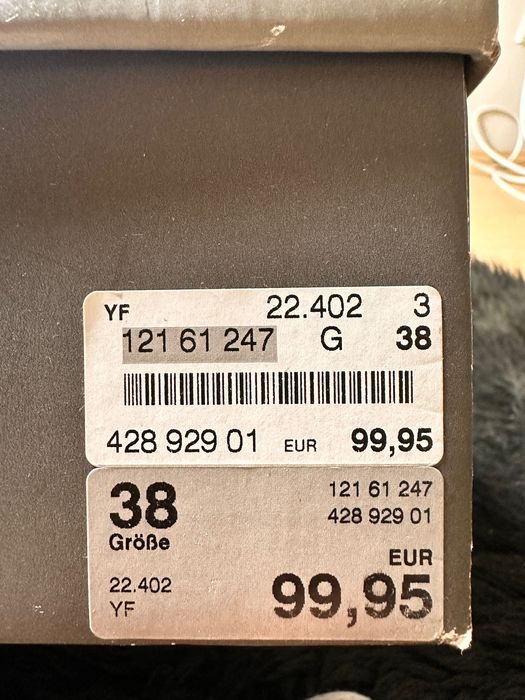 YF 22.402 3
121 61 247 G 38
428 929 01 EUR 99,95
38 121 61 247
Größe 428 929 01
EUR
22.402
YF 99,95